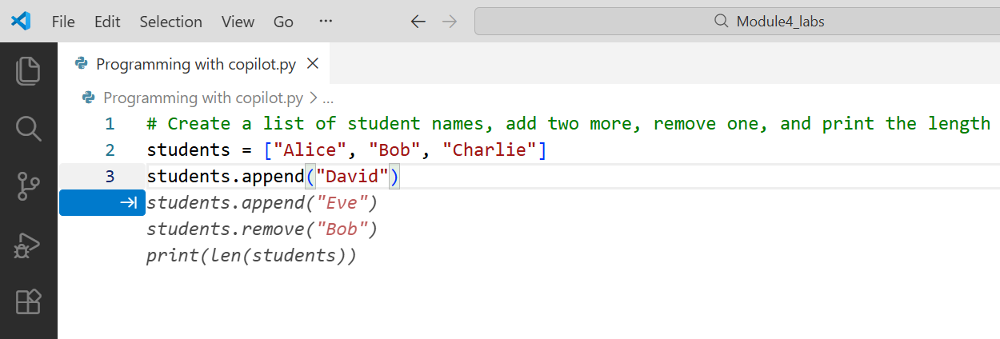 File Edit Selection View Go ··· Module4_labs
Programming with copilot.py
Programming with copilot.py > ...
1 # Create a list of student names, add two more, remove one, and print the length
2 students = ["Alice", "Bob", "Charlie"]
3 students.append("David")
students.append("Eve")
students.remove("Bob")
print(len(students))